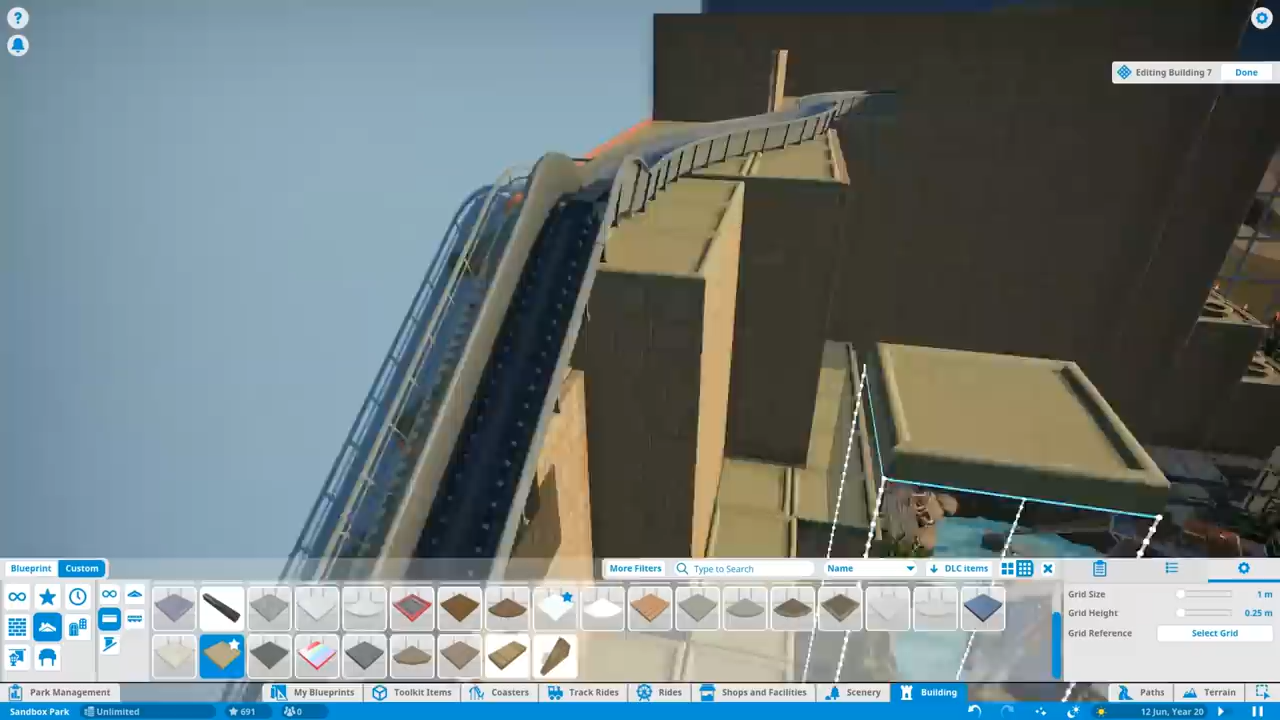 ?
Editing Building 7 Done
Blueprint Custom More Filters Type to Search Name DLC items
Grid Size 1 m
Grid Height 0.25 m
Grid Reference Select Grid
Park Management My Blueprints Toolkit Items Coasters Track Rides Rides Shops and Facilities Scenery Building Paths Terrain
Sandbox Park Unlimited 691 0 12 Jun, Year 20